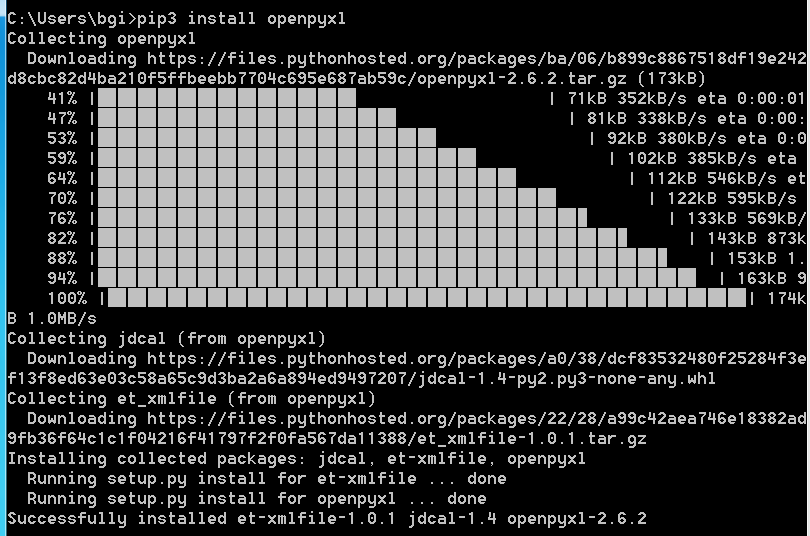 C:\Users\bgi>pip3 install openpyxl
Collecting openpyxl
Downloading https://files.pythonhosted.org/packages/ba/06/b899c8867518df19e242
d8cbc82d4ba210f5ffbeebb7704c695e687ab59c/openpyxl-2.6.2.tar.gz (173kB)
41% | | 71kB 352kB/s eta 0:00:01
47% | | 81kB 338kB/s eta 0:00:
53% | | 92kB 380kB/s eta 0:0
59% | | 102kB 385kB/s eta
64% | | 112kB 546kB/s et
70% | | 122kB 595kB/s
76% | | 133kB 569kB/
82% | | 143kB 873k
88% | | 153kB 1.
94% | | 163kB 9
100% | | 174k
B 1.0MB/s
Collecting jdcal (from openpyxl)
Downloading https://files.pythonhosted.org/packages/a0/38/dcf83532480f25284f3e
f13f8ed63e03c58a65c9d3ba2a6a894ed9497207/jdcal-1.4-py2.py3-none-any.whl
Collecting et_xmlfile (from openpyxl)
Downloading https://files.pythonhosted.org/packages/22/28/a99c42aea746e18382ad
9fb36f64c1c1f04216f41797f2f0fa567da11388/et_xmlfile-1.0.1.tar.gz
Installing collected packages: jdcal, et-xmlfile, openpyxl
Running setup.py install for et-xmlfile ... done
Running setup.py install for openpyxl ... done
Successfully installed et-xmlfile-1.0.1 jdcal-1.4 openpyxl-2.6.2